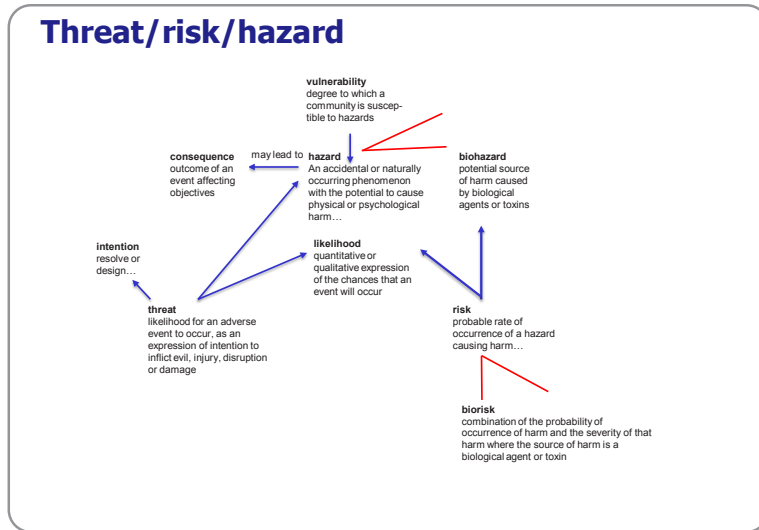 Threat/risk/hazard
vulnerability
degree to which a
community is suscep-
tible to hazards
consequence
outcome of an
event affecting
objectives
may lead to
hazard
An accidental or naturally
occurring phenomenon
with the potential to cause
physical or psychological
harm…
biohazard
potential source
of harm caused
by biological
agents or toxins
intention
resolve or
design…
likelihood
quantitative or
qualitative expression
of the chances that an
event will occur
threat
likelihood for an adverse
event to occur, as an
expression of intention to
inflict evil, injury, disruption
or damage
risk
probable rate of
occurrence of a hazard
causing harm…
biorisk
combination of the probability of
occurrence of harm and the severity of that
harm where the source of harm is a
biological agent or toxin